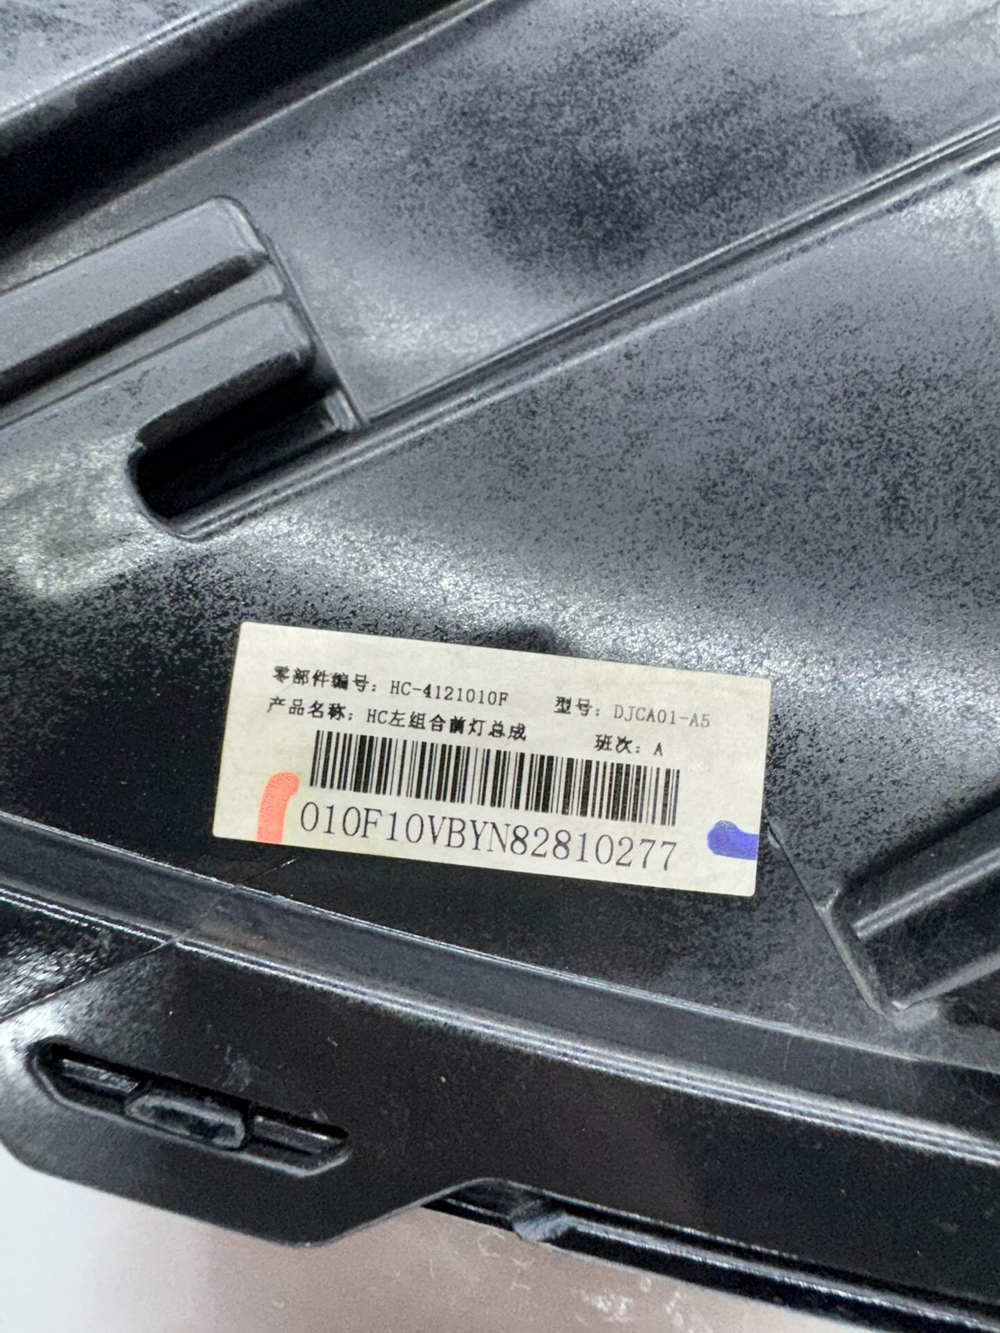 零部件编号：HC-4121010F 型号：DJCA01-A5
产品名称：HC左组合前灯总成 班次：A
010F10VBYN82810277